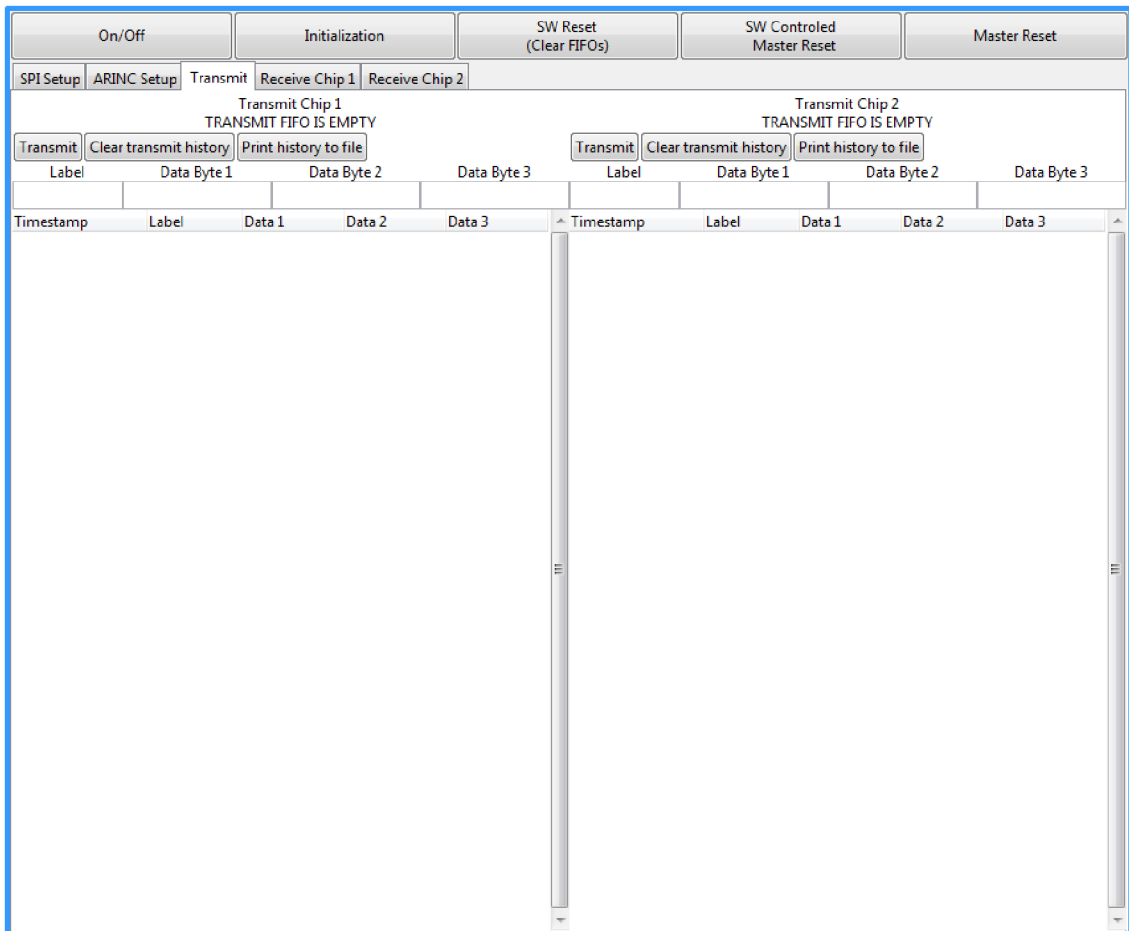 On/Off
Initialization
SW Reset
(Clear FIFOs)
SW Controled
Master Reset
Master Reset
SPI Setup ARINC Setup Transmit Receive Chip 1 Receive Chip 2
Transmit Chip 1
TRANSMIT FIFO IS EMPTY
Transmit Clear transmit history Print history to file
Label Data Byte 1 Data Byte 2 Data Byte 3
Timestamp Label Data 1 Data 2 Data 3
Transmit Chip 2
TRANSMIT FIFO IS EMPTY
Transmit Clear transmit history Print history to file
Label Data Byte 1 Data Byte 2 Data Byte 3
Timestamp Label Data 1 Data 2 Data 3